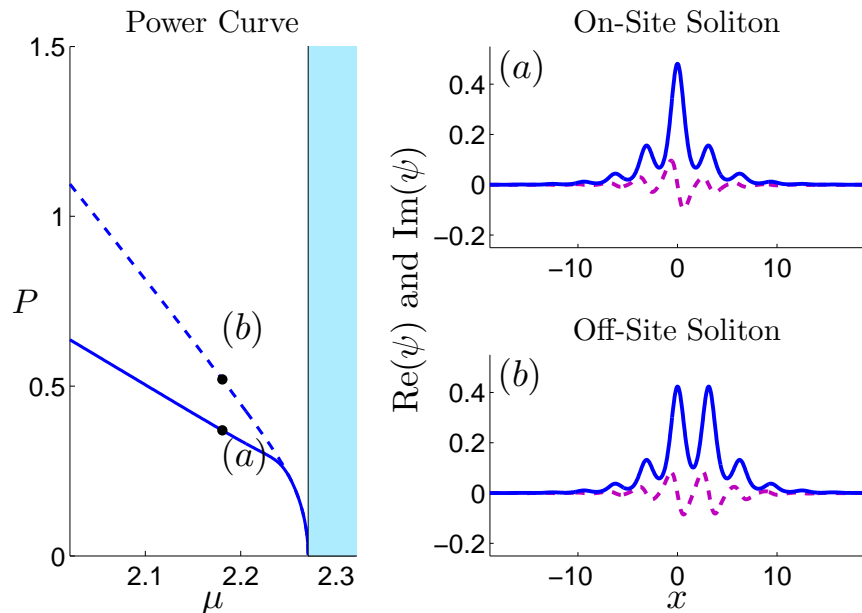 Power Curve
1.5
1
P
0.5
0
(b)
(a)
2.1
2.2
2.3
μ
On-Site Soliton
(a)
0.4
0.2
0
−0.2
−10
0
10
Re(ψ) and Im(ψ)
Off-Site Soliton
(b)
0.4
0.2
0
−0.2
−10
0
10
x